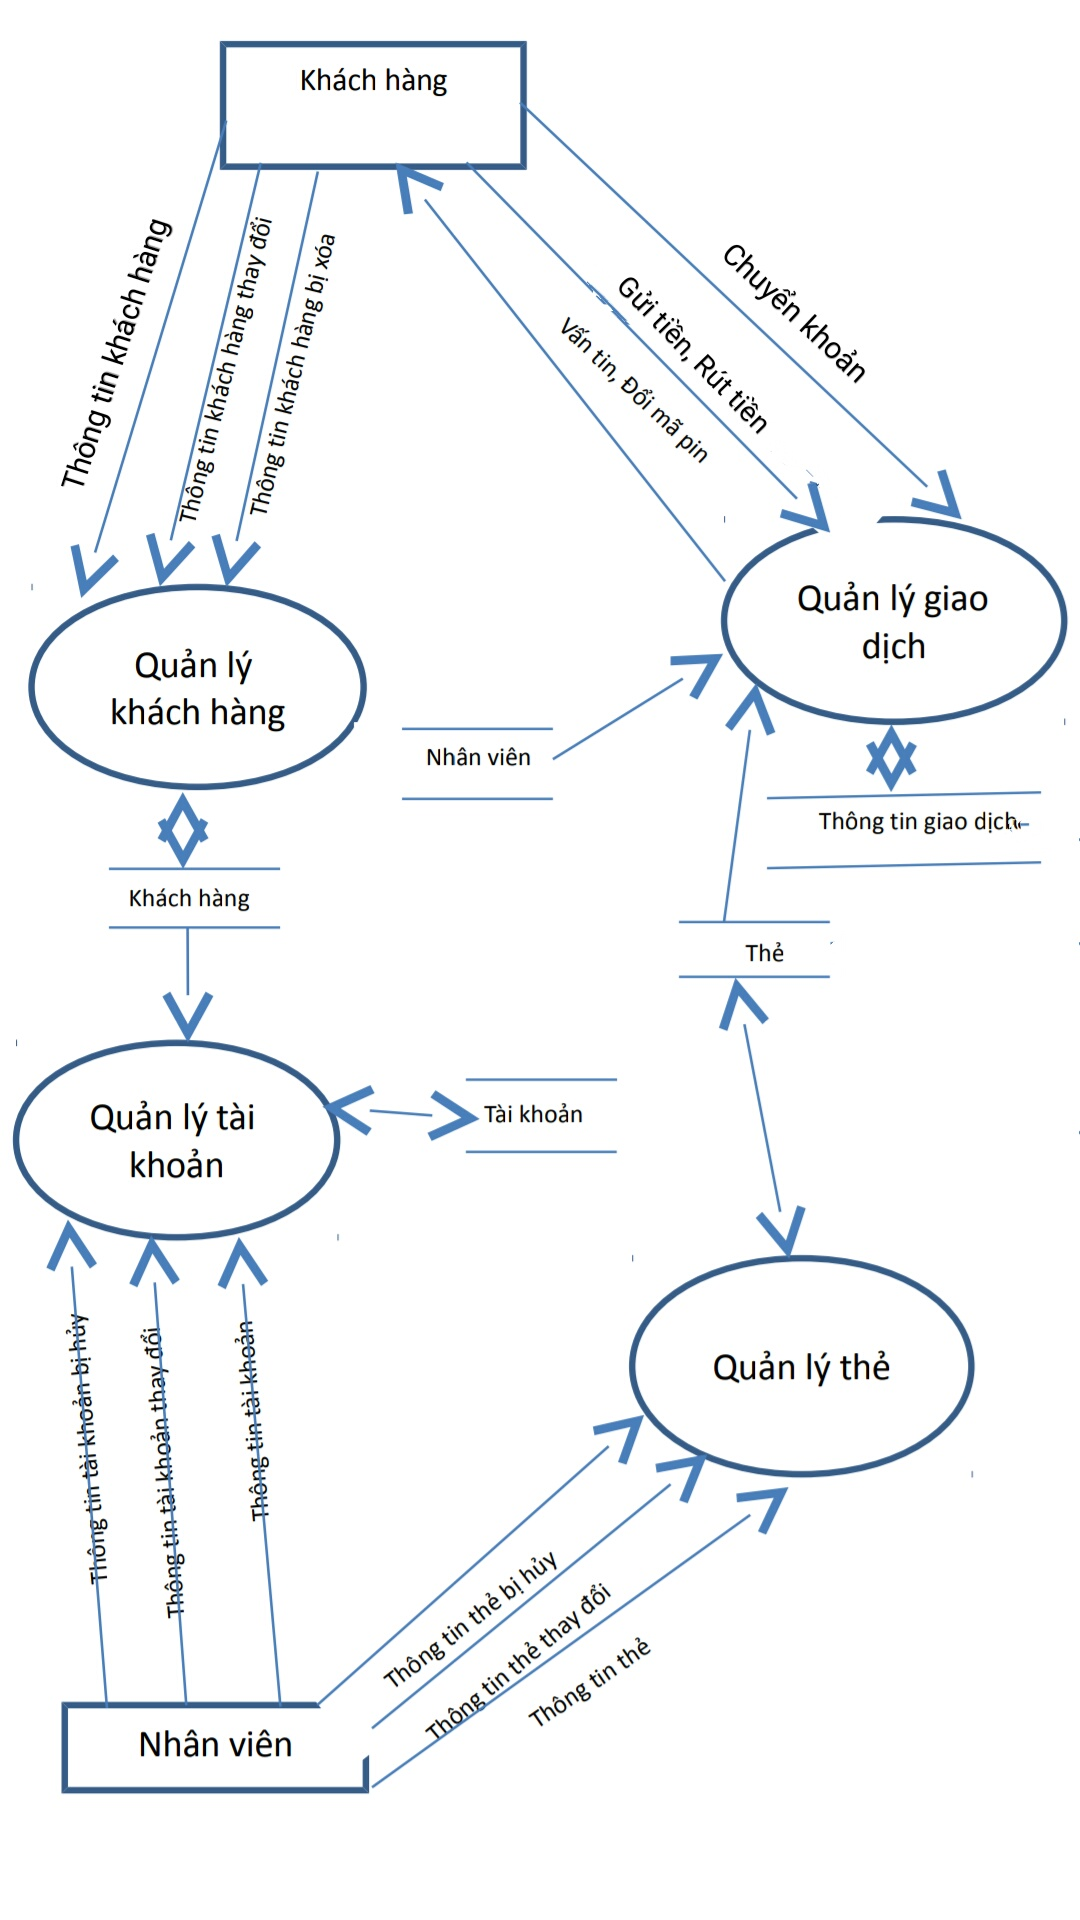 Khách hàng
Thông tin khách hàng
Thông tin khách hàng thay đổi
Thông tin khách hàng bị xóa
Vấn tin, Đổi mã pin
Gửi tiền, Rút tiền
Chuyển khoản
Quản lý giao
dịch
Quản lý
khách hàng
Nhân viên
Thông tin giao dịch
Khách hàng
Thẻ
Quản lý tài
khoản
Tài khoản
Thông tin tài khoản bị hủy
Thông tin tài khoản thay đổi
Thông tin tài khoản
Quản lý thẻ
Thông tin thẻ bị hủy
Thông tin thẻ thay đổi
Thông tin thẻ
Nhân viên